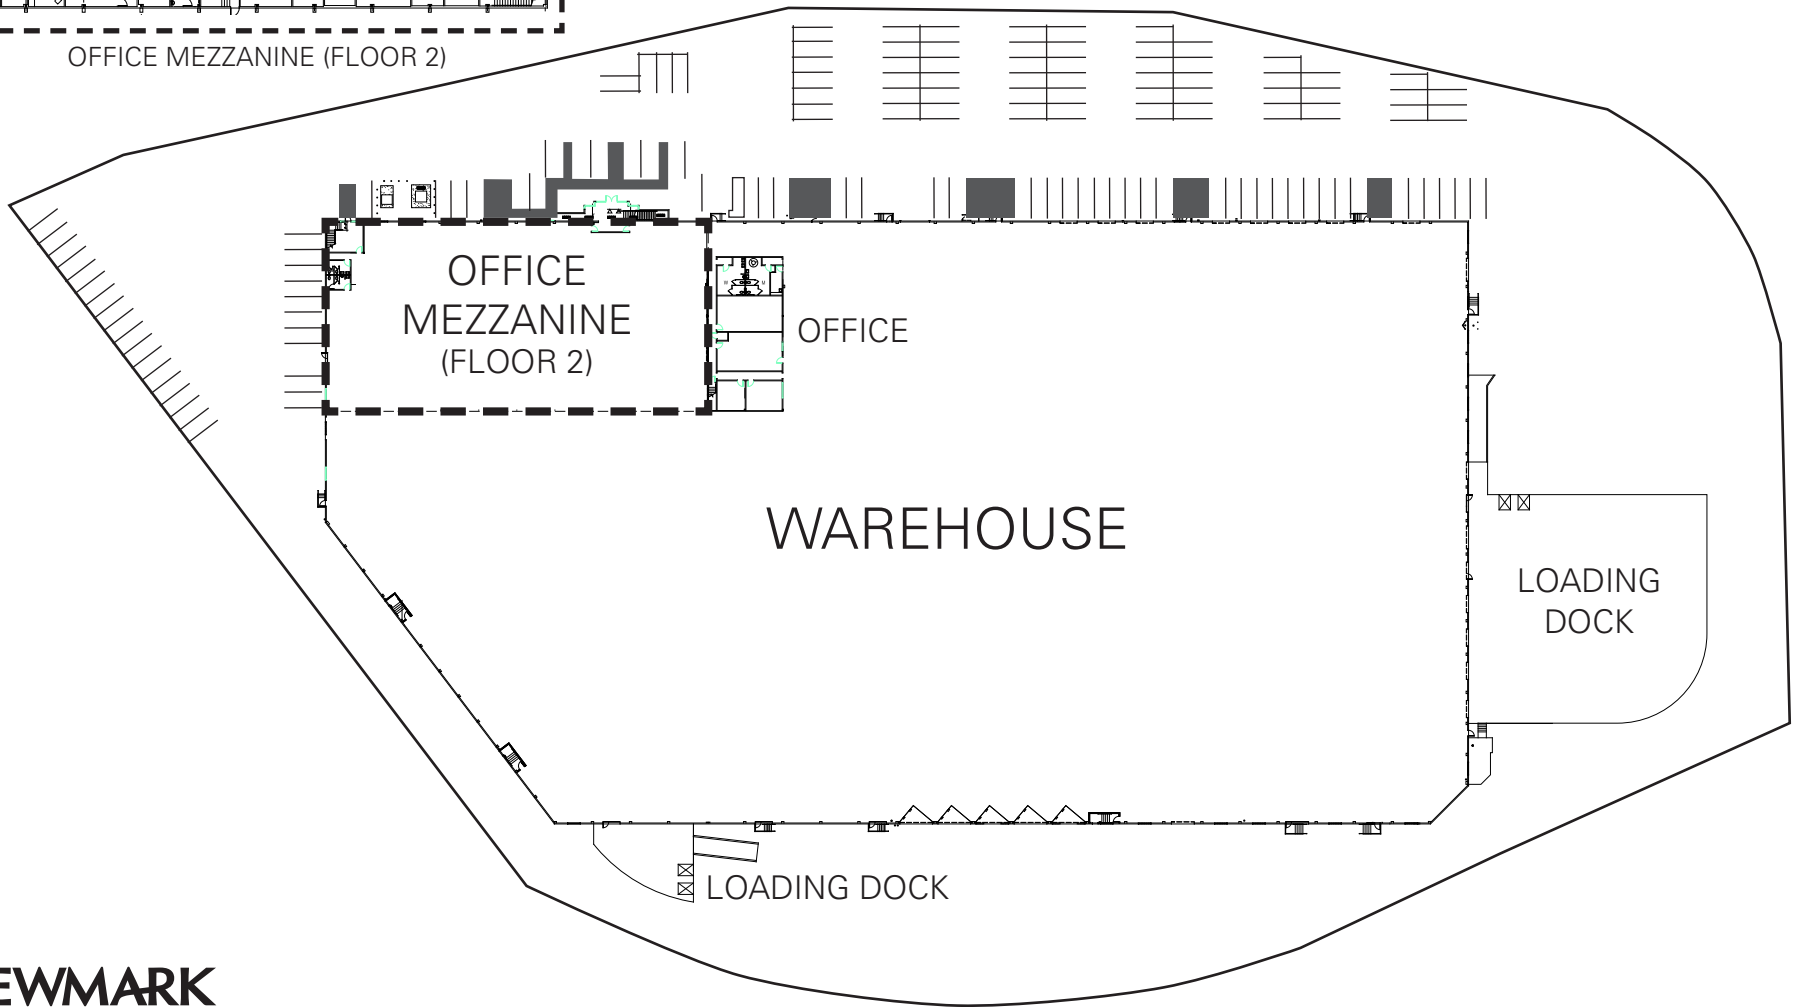 OFFICE MEZZANINE (FLOOR 2)
OFFICE
MEZZANINE
(FLOOR 2)
OFFICE
WAREHOUSE
LOADING
DOCK
LOADING DOCK
EWMARK